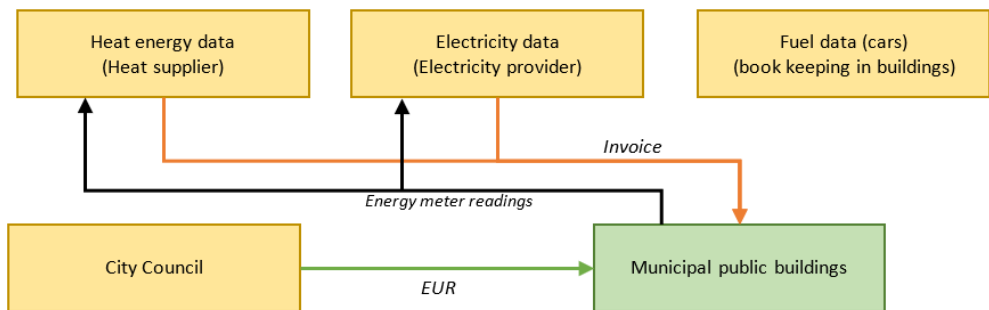 Heat energy data
(Heat supplier)
Electricity data
(Electricity provider)
Fuel data (cars)
(book keeping in buildings)
Invoice
Energy meter readings
City Council
EUR
Municipal public buildings